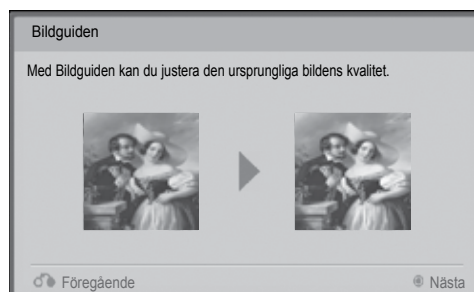 Bildguiden
Med Bildguiden kan du justera den ursprungliga bildens kvalitet.
Föregående
Nästa